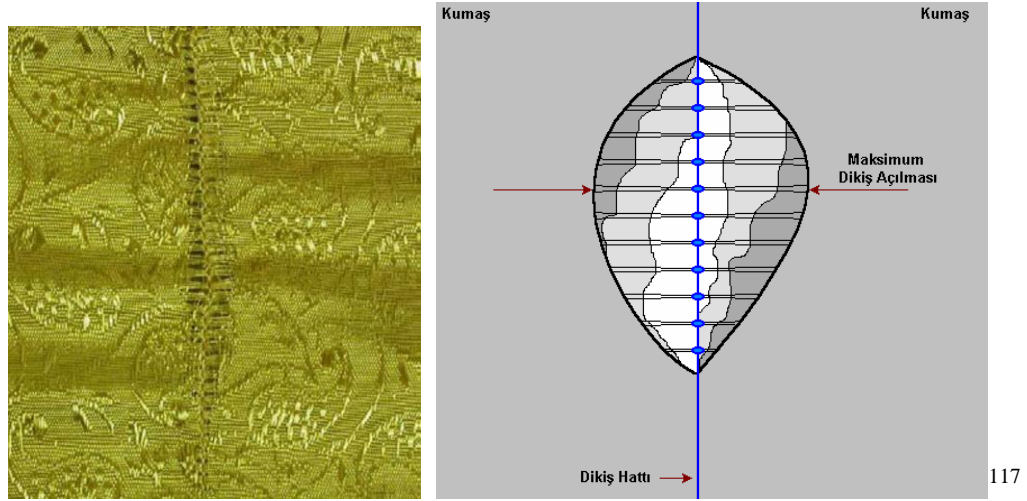 Kumaş
Kumaş
Maksimum
Dikiş Açılması
Dikiş Hattı
117